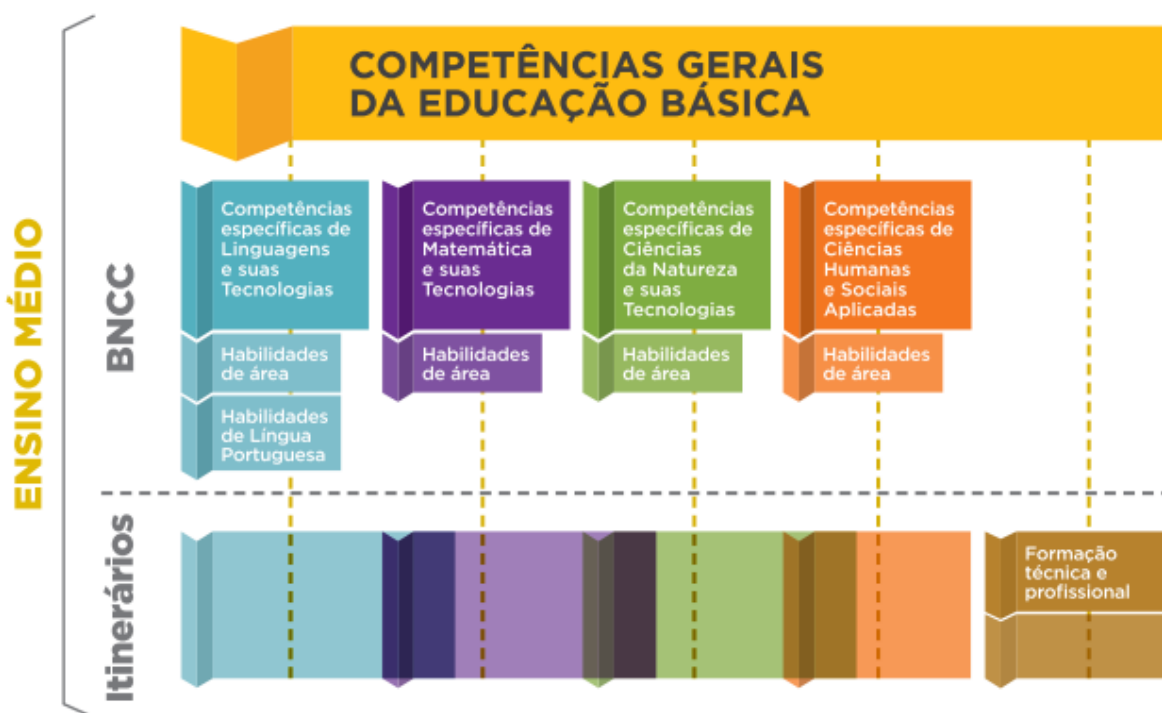 ENSINO MÉDIO
BNCC
COMPETÊNCIAS GERAIS
DA EDUCAÇÃO BÁSICA
Competências
específicas de
Linguagens
e suas
Tecnologias
Habilidades
de área
Habilidades
de Língua
Portuguesa
Competências
específicas de
Matemática
e suas
Tecnologias
Habilidades
de área
Competências
específicas de
Ciências
da Natureza
e suas
Tecnologias
Habilidades
de área
Competências
específicas de
Ciências
Humanas
e Sociais
Aplicadas
Habilidades
de área
Itinerários
Formação
técnica e
profissional